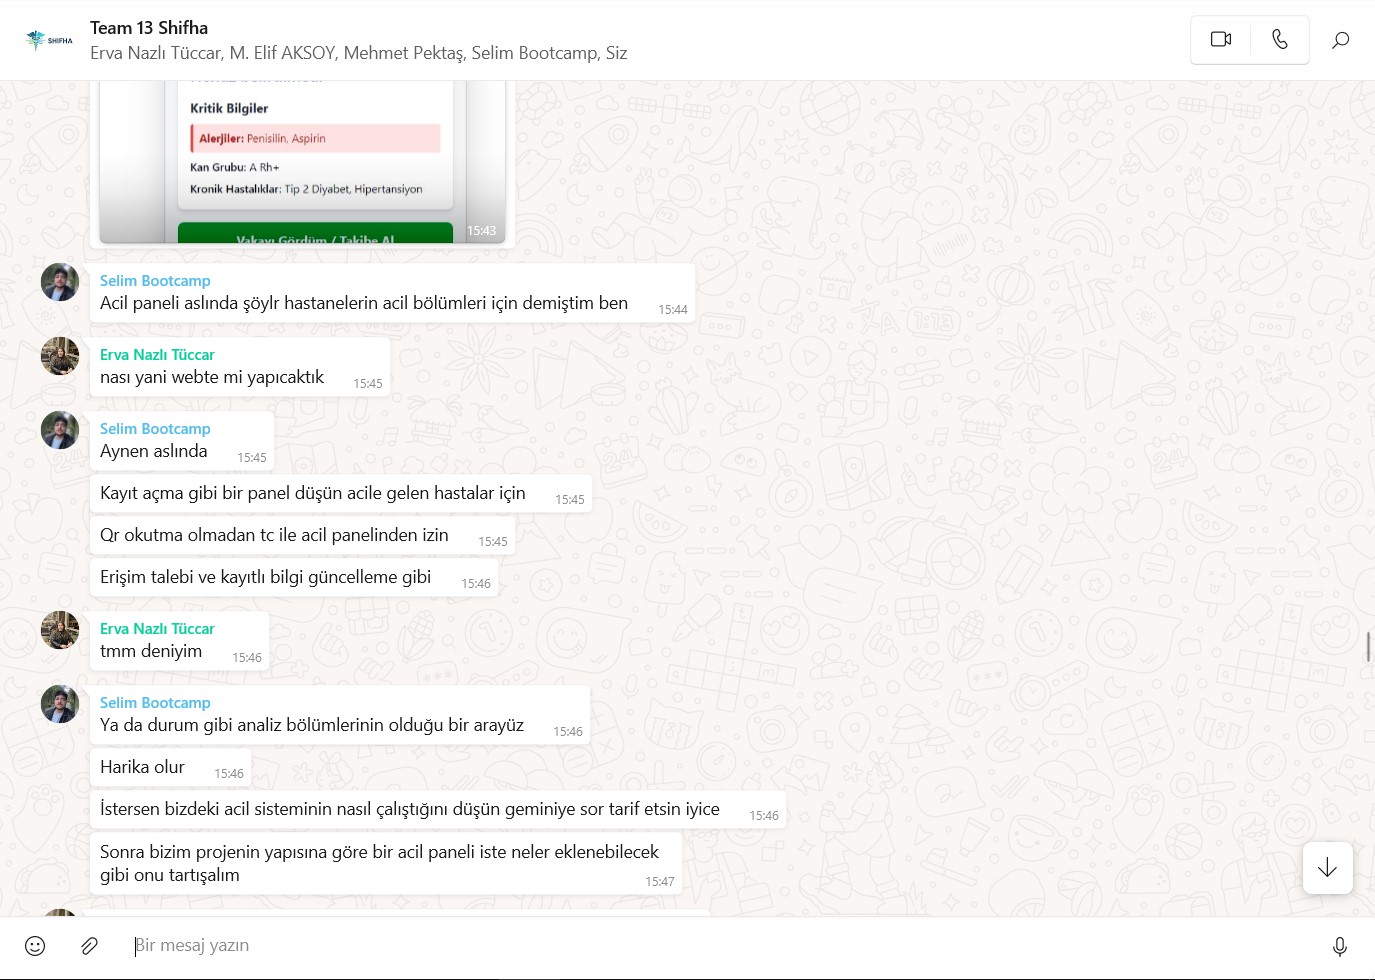 SHIFHA
Team 13 Shifha
Erva Nazlı Tüccar, M. Elif AKSOY, Mehmet Pektaş, Selim Bootcamp, Siz
Kritik Bilgiler
Alerjiler: Penisilin, Aspirin
Kan Grubu: A Rh+
Kronik Hastalıklar: Tip 2 Diyabet, Hipertansiyon
Vakayı Gördüm / Takibe Al
15:43
Selim Bootcamp
Acil paneli aslında şöylr hastanelerin acil bölümleri için demiştim ben
15:44
Erva Nazlı Tüccar
nası yani webte mi yapıcaktık
15:45
Selim Bootcamp
Aynen aslında
15:45
Kayıt açma gibi bir panel düşün acile gelen hastalar için
15:45
Qr okutma olmadan tc ile acil panelinden izin
15:45
Erişim talebi ve kayıtlı bilgi güncelleme gibi
15:46
Erva Nazlı Tüccar
tmm deniyim
15:46
Selim Bootcamp
Ya da durum gibi analiz bölümlerinin olduğu bir arayüz
15:46
Harika olur
15:46
İstersen bizdeki acil sisteminin nasıl çalıştığını düşün geminiye sor tarif etsin iyice
15:46
Sonra bizim projenin yapısına göre bir acil paneli iste neler eklenebilecek
gibi onu tartışalım
15:47
Bir mesaj yazın